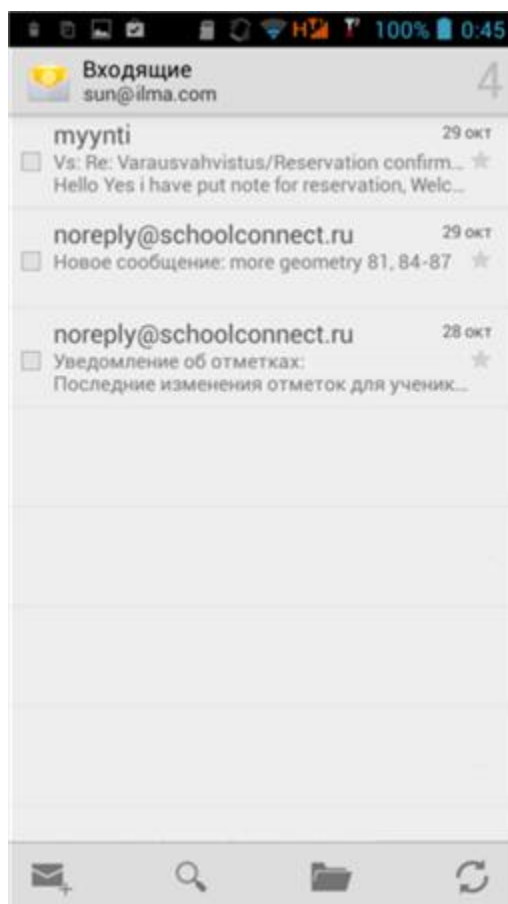 H 100% 0:45
Входящие 4
sun@ilma.com
myynti 29 окт
Vs: Re: Varausvahvistus/Reservation confirm...
Hello Yes i have put note for reservation, Welc...
noreply@schoolconnect.ru 29 окт
Новое сообщение: more geometry 81, 84-87
noreply@schoolconnect.ru 28 окт
Уведомление об отметках:
Последние изменения отметок для ученик...